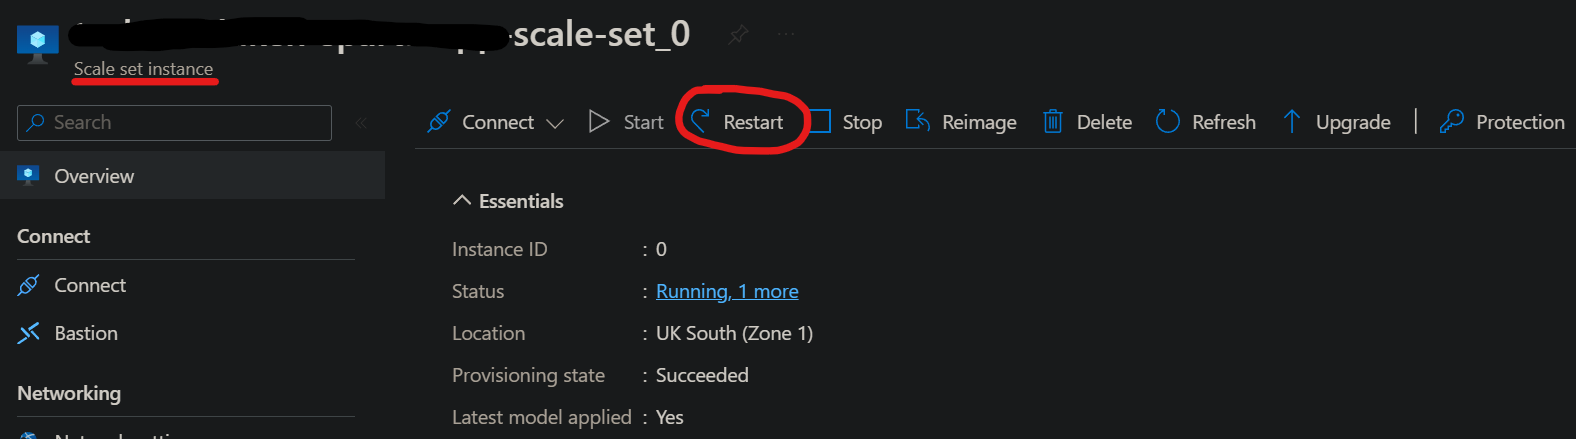 -scale-set_0
Scale set instance
Search
Connect
Start
Restart
Stop
Reimage
Delete
Refresh
Upgrade
Protection
Overview
Essentials
Connect
Instance ID : 0
Connect
Status : Running, 1 more
Bastion
Location : UK South (Zone 1)
Provisioning state : Succeeded
Networking
Latest model applied : Yes